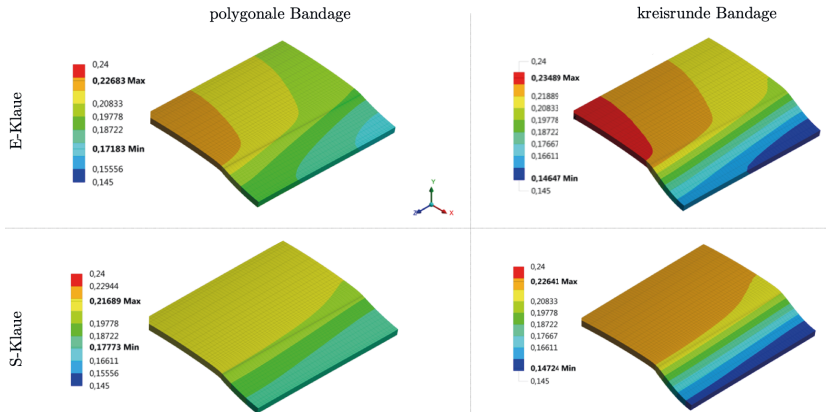 polygonale Bandage
kreisrunde Bandage
E-Klaue
0,24
0,22683 Max
0,20833
0,19778
0,18722
0,17183 Min
0,15556
0,145
Y
Z
X
0,24
0,23489 Max
0,21889
0,20833
0,19778
0,18722
0,17667
0,16611
0,14647 Min
0,145
S-Klaue
0,24
0,22944
0,21689 Max
0,19778
0,18722
0,17773 Min
0,16611
0,15556
0,145
0,24
0,22641 Max
0,20833
0,19778
0,18722
0,17667
0,16611
0,14724 Min
0,145